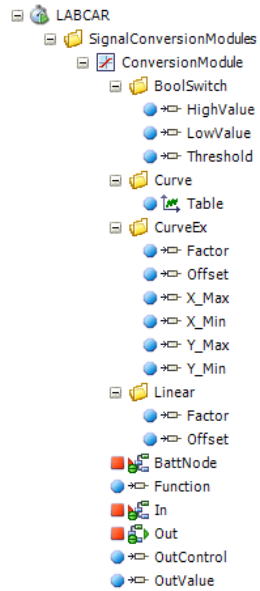 LABCAR
SignalConversionModules
ConversionModule
BoolSwitch
HighValue
LowValue
Threshold
Curve
Table
CurveEx
Factor
Offset
X_Max
X_Min
Y_Max
Y_Min
Linear
Factor
Offset
BattNode
Function
In
Out
OutControl
OutValue